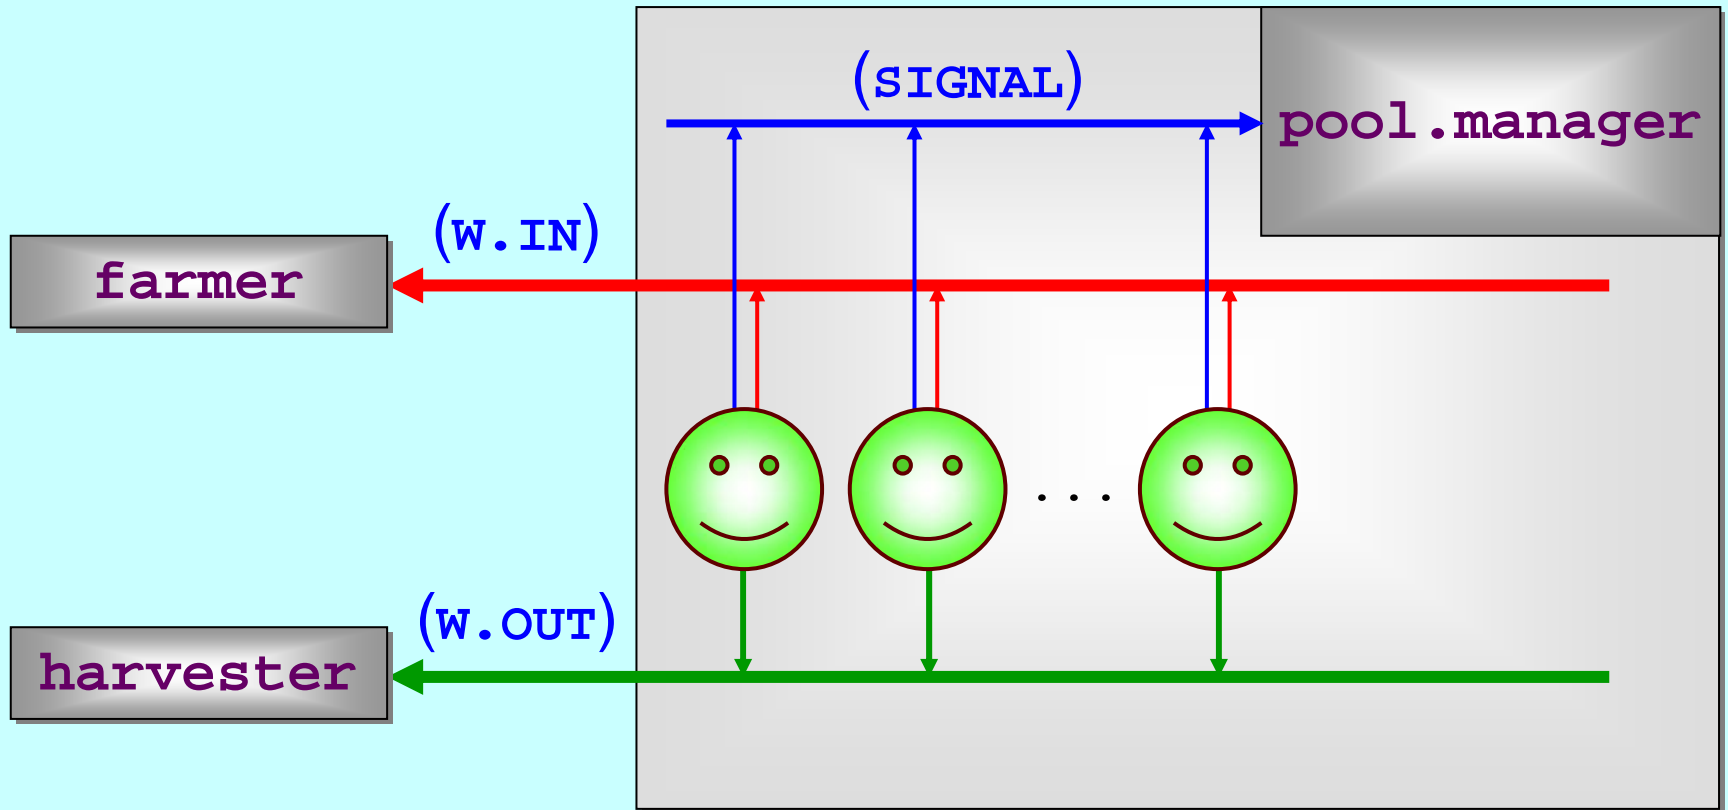 (SIGNAL)
pool.manager
(W.IN)
farmer
. . .
(W.OUT)
harvester